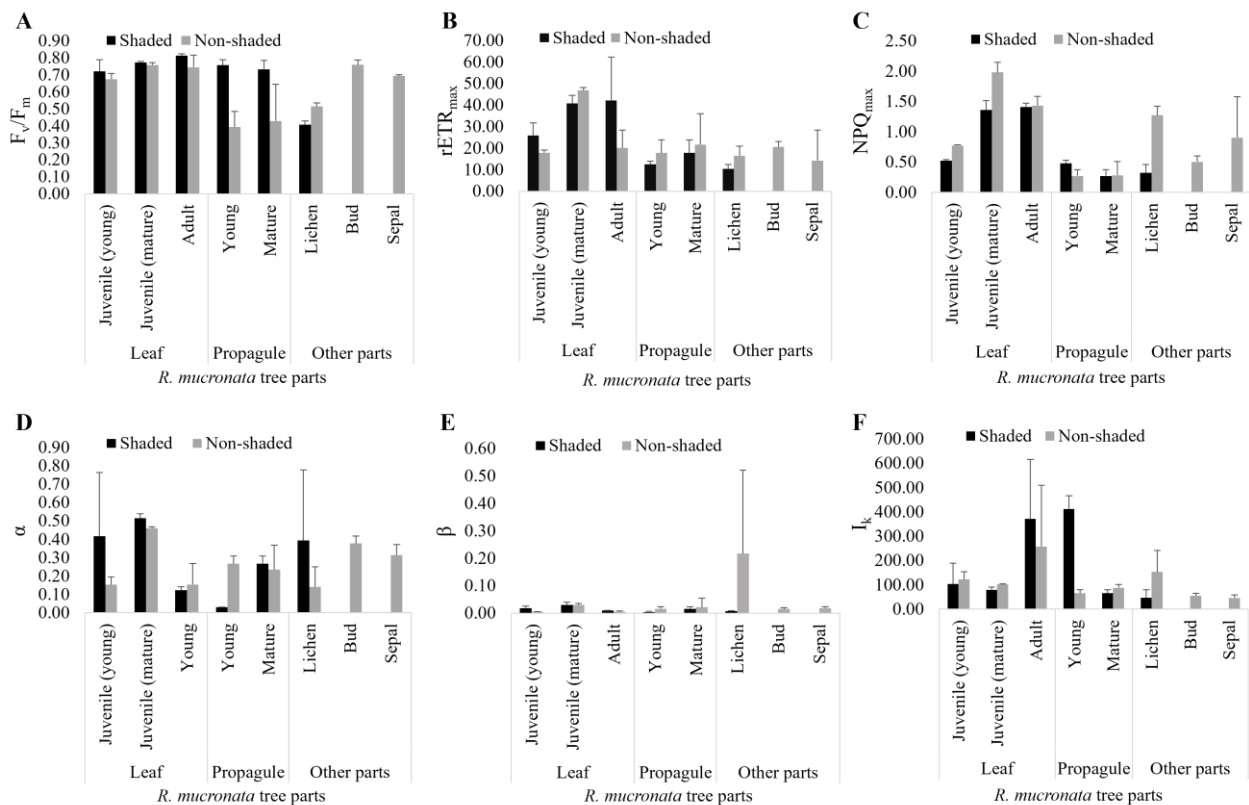 A
Shaded Non-shaded
0.90
0.80
0.70
0.60
0.50
0.40
0.30
0.20
0.10
0.00
Fv/Fm
Juvenile (young)
Juvenile (mature)
Adult
Young
Mature
Lichen
Bud
Sepal
Leaf Propagule Other parts
R. mucronata tree parts
B
Shaded Non-shaded
70.00
60.00
50.00
40.00
30.00
20.00
10.00
0.00
rETRmax
Juvenile (young)
Juvenile (mature)
Adult
Young
Mature
Lichen
Bud
Sepal
Leaf Propagule Other parts
R. mucronata tree parts
C
Shaded Non-shaded
2.50
2.00
1.50
1.00
0.50
0.00
NPQmax
Juvenile (young)
Juvenile (mature)
Adult
Young
Mature
Lichen
Bud
Sepal
Leaf Propagule Other parts
R. mucronata tree parts
D
Shaded Non-shaded
0.90
0.80
0.70
0.60
0.50
0.40
0.30
0.20
0.10
0.00
α
Juvenile (young)
Juvenile (mature)
Young
Young
Mature
Lichen
Bud
Sepal
Leaf Propagule Other parts
R. mucronata tree parts
E
Shaded Non-shaded
0.60
0.50
0.40
0.30
0.20
0.10
0.00
β
Juvenile (young)
Juvenile (mature)
Adult
Young
Mature
Lichen
Bud
Sepal
Leaf Propagule Other parts
R. mucronata tree parts
F
Shaded Non-shaded
700.00
600.00
500.00
400.00
300.00
200.00
100.00
0.00
Ik
Juvenile (young)
Juvenile (mature)
Adult
Young
Mature
Lichen
Bud
Sepal
Leaf Propagule Other parts
R. mucronata tree parts